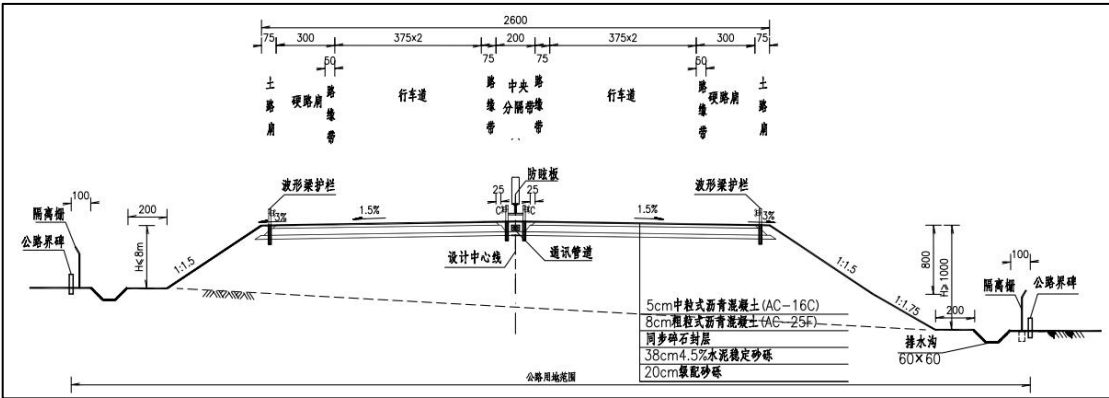 2600
75 300 375×2 200 375×2 300 75
50 75 75 50
土路肩
硬路肩
路缘带
行车道
路缘带
中央分隔带
路缘带
行车道
路缘带
硬路肩
土路肩
防眩板
25 25
波形梁护栏
波形梁护栏
3% 1.5% 1.5% 3%
100
隔离栅
200
公路界碑
H≤8m
1:1.5
设计中心线
通讯管道
1:1.5
800
H≥1000
1:1.75
100
隔离栅
公路界碑
200
排水沟
60×60
5cm中粒式沥青混凝土(AC-16C)
8cm粗粒式沥青混凝土(AC-25F)
同步碎石封层
38cm4.5%水泥稳定砂砾
20cm级配砂砾
公路用地范围